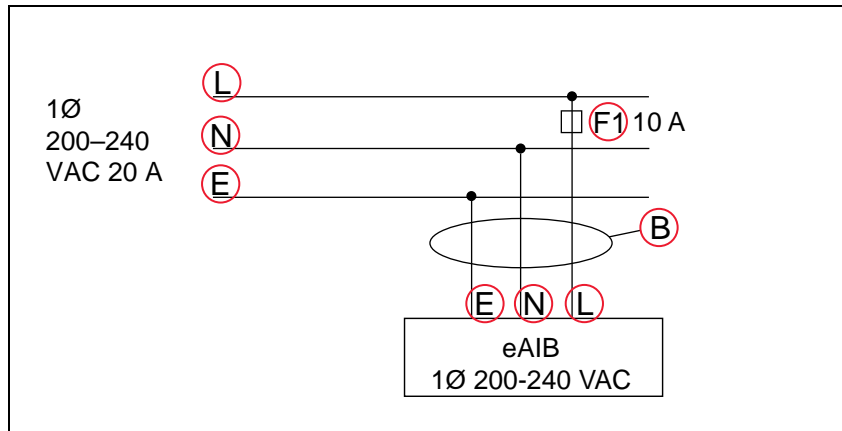 L
1Ø
200–240
VAC 20 A
F1 10 A
N
E
B
E N L
eAIB
1Ø 200-240 VAC